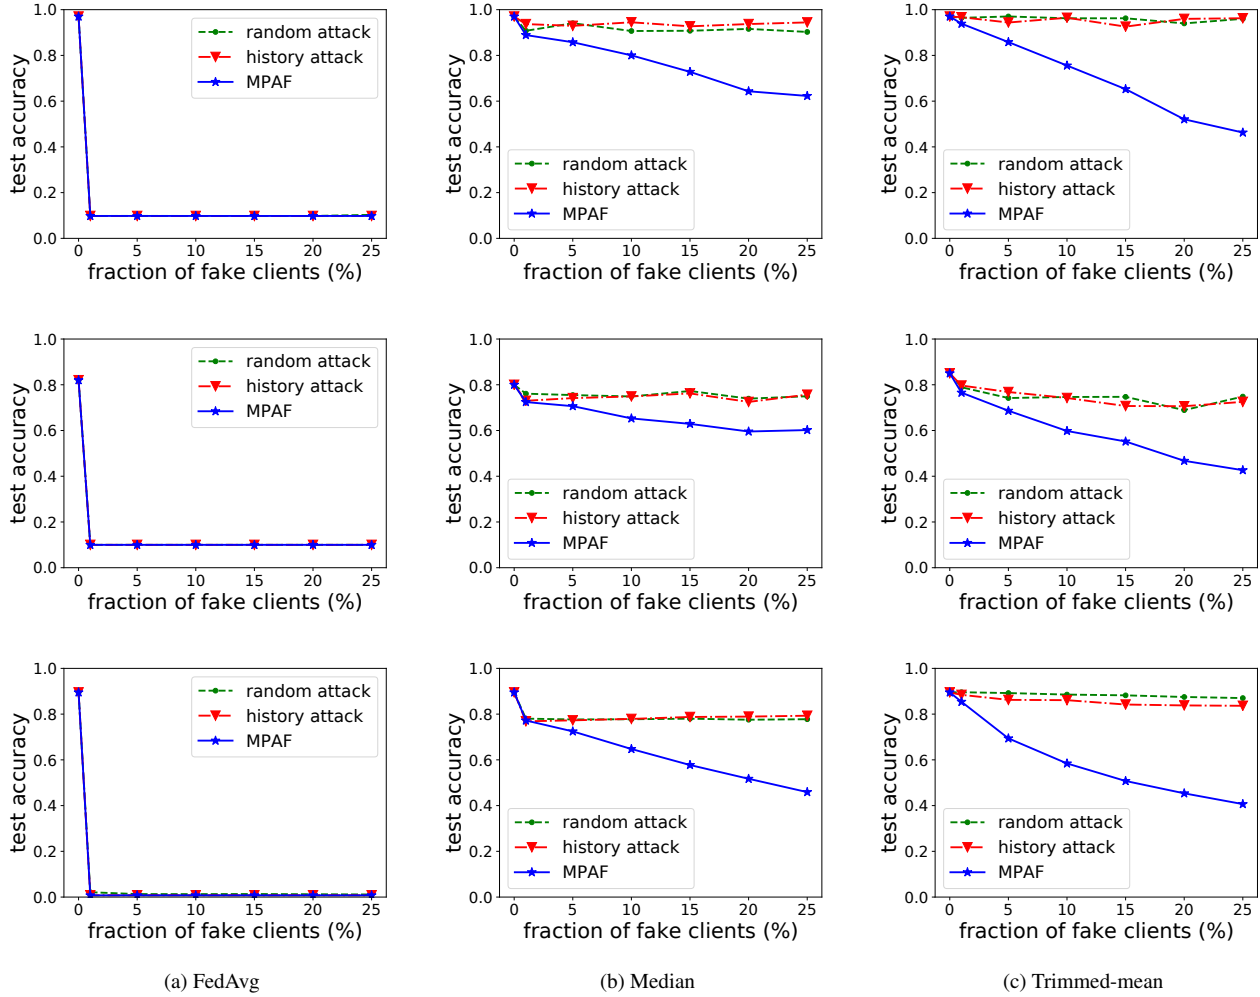 1.0
0.8
0.6
0.4
0.2
0.0
test accuracy
random attack
history attack
MPAF
0 5 10 15 20 25
fraction of fake clients (%)
1.0
0.8
0.6
0.4
0.2
0.0
test accuracy
random attack
history attack
MPAF
0 5 10 15 20 25
fraction of fake clients (%)
1.0
0.8
0.6
0.4
0.2
0.0
test accuracy
random attack
history attack
MPAF
0 5 10 15 20 25
fraction of fake clients (%)
1.0
0.8
0.6
0.4
0.2
0.0
test accuracy
random attack
history attack
MPAF
0 5 10 15 20 25
fraction of fake clients (%)
1.0
0.8
0.6
0.4
0.2
0.0
test accuracy
random attack
history attack
MPAF
0 5 10 15 20 25
fraction of fake clients (%)
1.0
0.8
0.6
0.4
0.2
0.0
test accuracy
random attack
history attack
MPAF
0 5 10 15 20 25
fraction of fake clients (%)
1.0
0.8
0.6
0.4
0.2
0.0
test accuracy
random attack
history attack
MPAF
0 5 10 15 20 25
fraction of fake clients (%)
1.0
0.8
0.6
0.4
0.2
0.0
test accuracy
random attack
history attack
MPAF
0 5 10 15 20 25
fraction of fake clients (%)
1.0
0.8
0.6
0.4
0.2
0.0
test accuracy
random attack
history attack
MPAF
0 5 10 15 20 25
fraction of fake clients (%)
(a) FedAvg
(b) Median
(c) Trimmed-mean